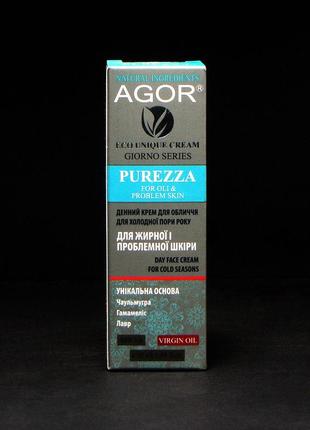 NATURAL INGREDIENTS
AGOR®
ECO UNIQUE CREAM
GIORNO SERIES
PUREZZA
FOR OLI &
PROBLEM SKIN
ДЕННИЙ КРЕМ ДЛЯ ОБЛИЧЧЯ
ДЛЯ ХОЛОДНОЇ ПОРИ РОКУ
ДЛЯ ЖИРНОЇ І
ПРОБЛЕМНОЇ ШКІРИ
DAY FACE CREAM
FOR COLD SEASONS
УНІКАЛЬНА ОСНОВА
Чаульмугра
Гамамеліс
Лавр
VIRGIN OIL